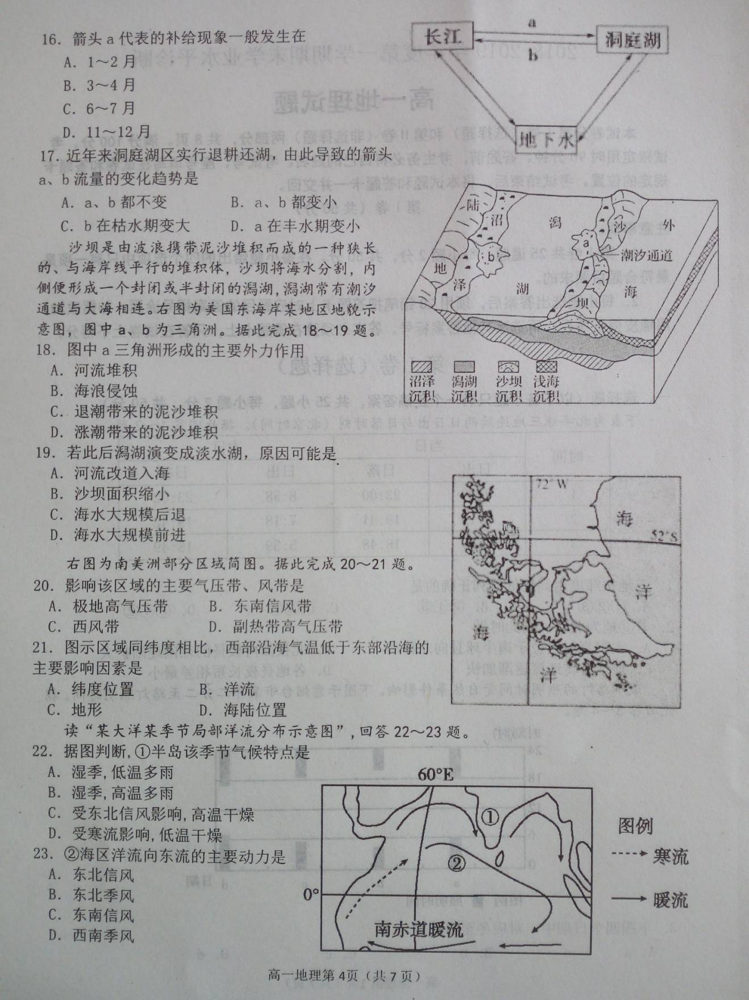 16. 箭头 a 代表的补给现象一般发生在
A. 1～2 月
B. 3～4 月
C. 6～7 月
D. 11～12 月
长江
a
b
洞庭湖
地下水
17. 近年来洞庭湖区实行退耕还湖，由此导致的箭头
a、b 流量的变化趋势是
A. a、b 都不变 B. a、b 都变小
C. b 在枯水期变大 D. a 在丰水期变小
沙坝是由波浪携带泥沙堆积而成的一种狭长
的、与海岸线平行的堆积体，沙坝将海水分割，内
侧便形成一个封闭或半封闭的潟湖,潟湖常有潮汐
通道与大海相连。右图为美国东海岸某地区地貌示
意图，图中 a、b 为三角洲。据此完成 18～19 题。
陆
地
沼
泽
潟
湖
沙
坝
外
海
a
b
潮汐通道
沼泽 潟湖 沙坝 浅海
沉积 沉积 沉积 沉积
18. 图中 a 三角洲形成的主要外力作用
A. 河流堆积
B. 海浪侵蚀
C. 退潮带来的泥沙堆积
D. 涨潮带来的泥沙堆积
19. 若此后潟湖演变成淡水湖，原因可能是
A. 河流改道入海
B. 沙坝面积缩小
C. 海水大规模后退
D. 海水大规模前进
右图为南美洲部分区域简图。据此完成 20～21 题。
72°W
52°S
海
洋
海
洋
20. 影响该区域的主要气压带、风带是
A. 极地高气压带 B. 东南信风带
C. 西风带 D. 副热带高气压带
21. 图示区域同纬度相比，西部沿海气温低于东部沿海的
主要影响因素是
A. 纬度位置 B. 洋流
C. 地形 D. 海陆位置
读“某大洋某季节局部洋流分布示意图”,回答 22～23 题。
22. 据图判断,①半岛该季节气候特点是
A. 湿季,低温多雨
B. 湿季,高温多雨
C. 受东北信风影响,高温干燥
D. 受寒流影响,低温干燥
23. ②海区洋流向东流的主要动力是
A. 东北信风
B. 东北季风
C. 东南信风
D. 西南季风
60°E
①
②
0°
南赤道暖流
图例
寒流
暖流
高一地理第 4页（共 7 页）